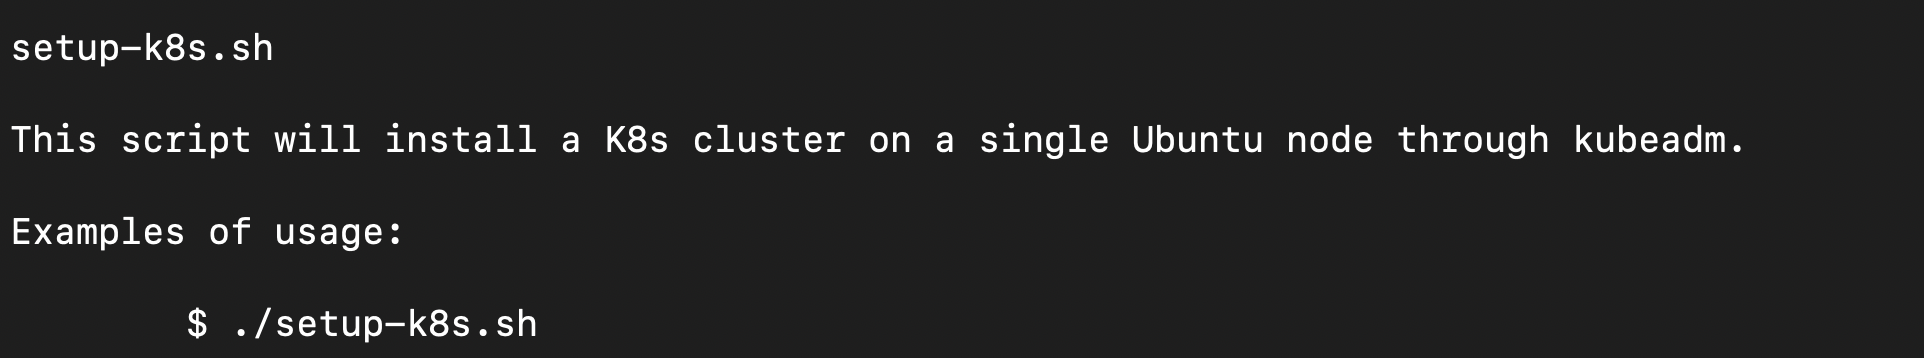 setup-k8s.sh
This script will install a K8s cluster on a single Ubuntu node through kubeadm.
Examples of usage:
$ ./setup-k8s.sh